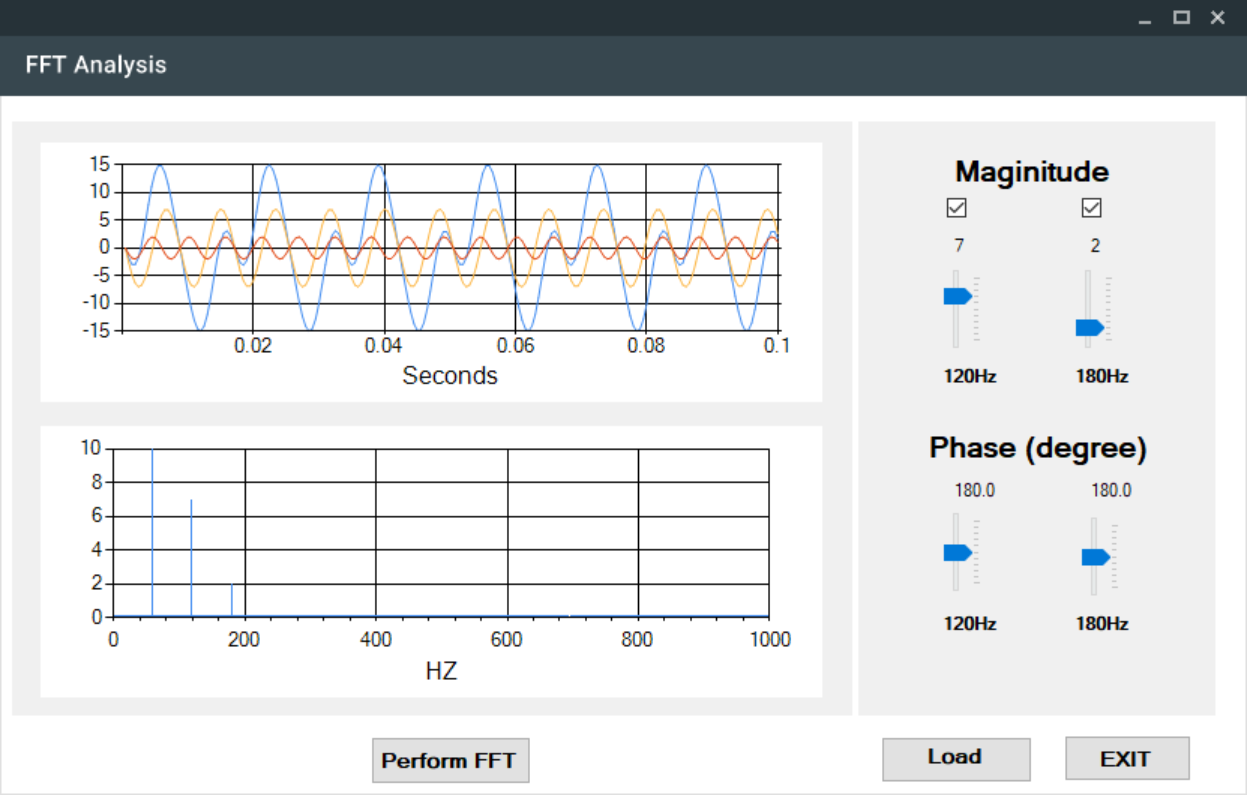 FFT Analysis
15
10
5
0
-5
-10
-15
0.02 0.04 0.06 0.08 0.1
Seconds
10
8
6
4
2
0
0 200 400 600 800 1000
HZ
Maginitude
7 2
120Hz 180Hz
Phase (degree)
180.0 180.0
120Hz 180Hz
Perform FFT
Load
EXIT